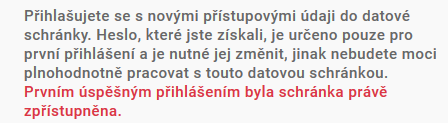 Přihlašujete se s novými přístupovými údaji do datové
schránky. Heslo, které jste získali, je určeno pouze pro
první přihlášení a je nutné jej změnit, jinak nebudete moci
plnohodnotně pracovat s touto datovou schránkou.
Prvním úspěšným přihlášením byla schránka právě
zpřístupněna.